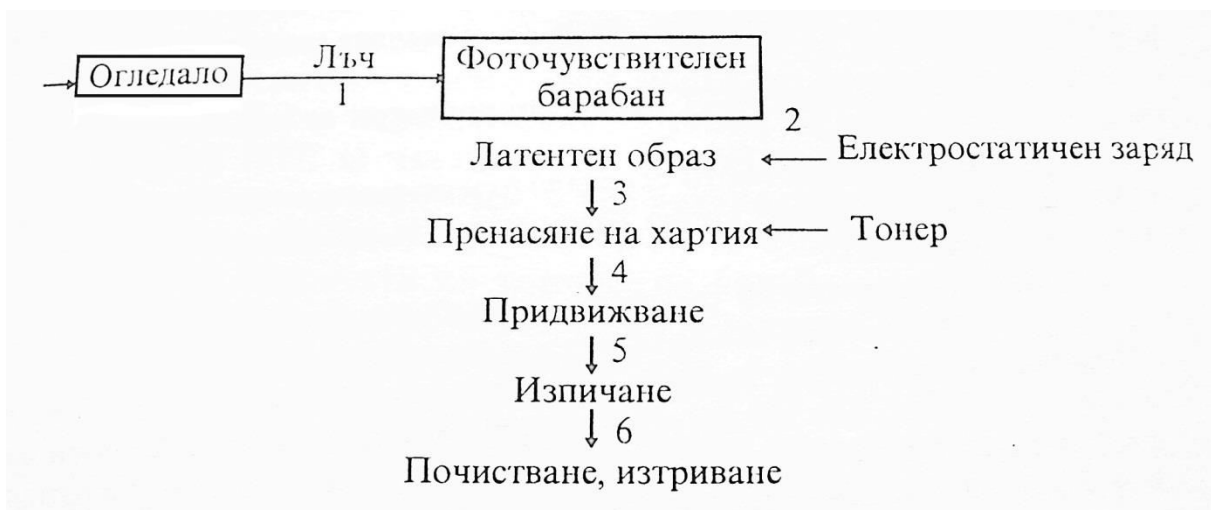 Огледало
Лъч
1
Фоточувствителен
барабан
2
Латентен образ
Електростатичен заряд
3
Пренасяне на хартия
Тонер
4
Придвижване
5
Изпичане
6
Почистване, изтриване